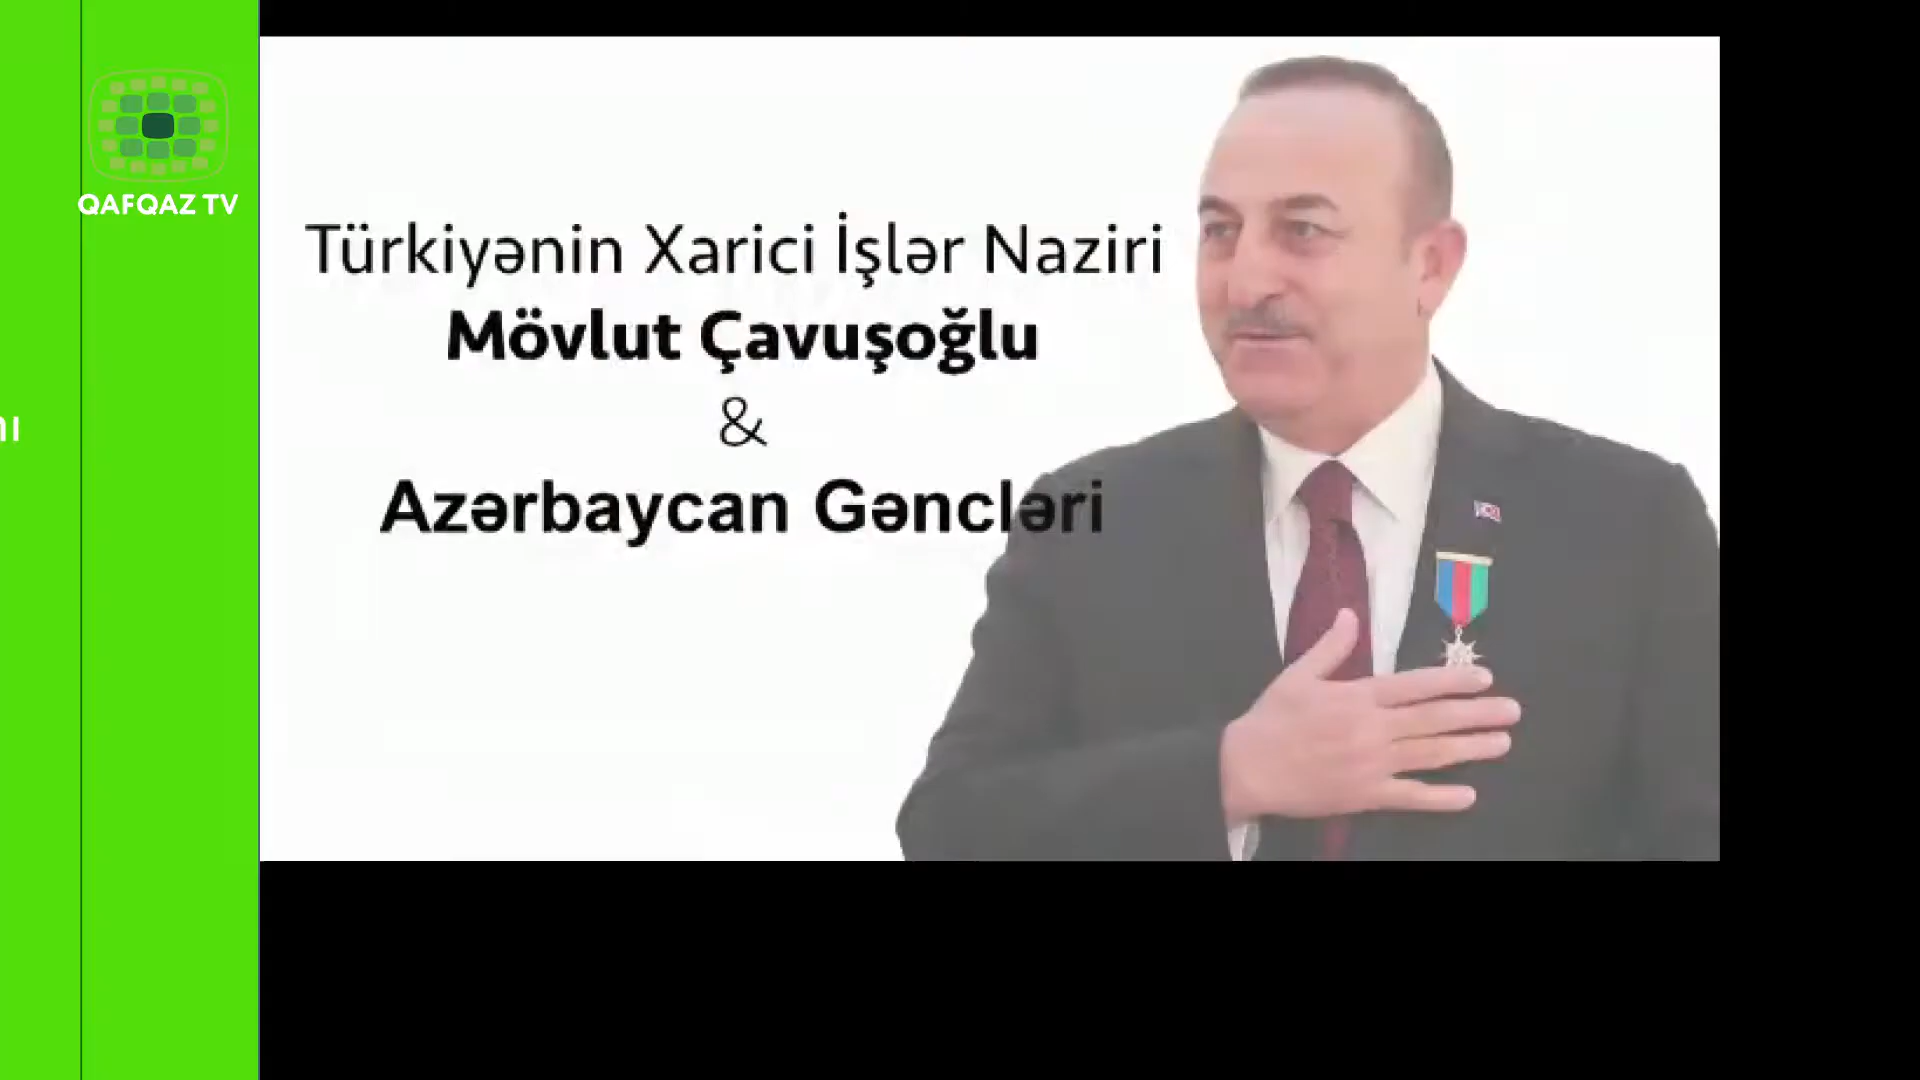 QAFQAZ TV
Türkiyənin Xarici İşlər Naziri
Mövlut Çavuşoğlu
&
Azərbaycan Gəncləri